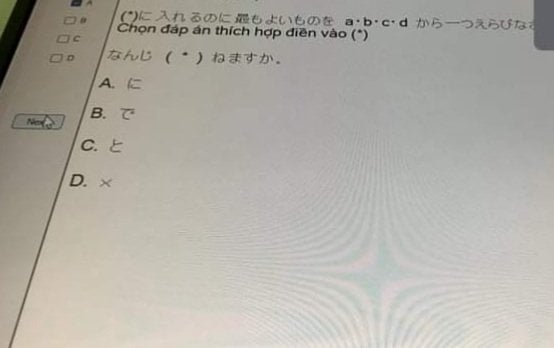 A
B
C
D
(*)に 入れるのに 最もよいものを a・b・c・d から一つえらびな
Chọn đáp án thích hợp điền vào (*)
なんじ ( * ) ねますか。
A. に
B. で
C. と
D. ×
Next